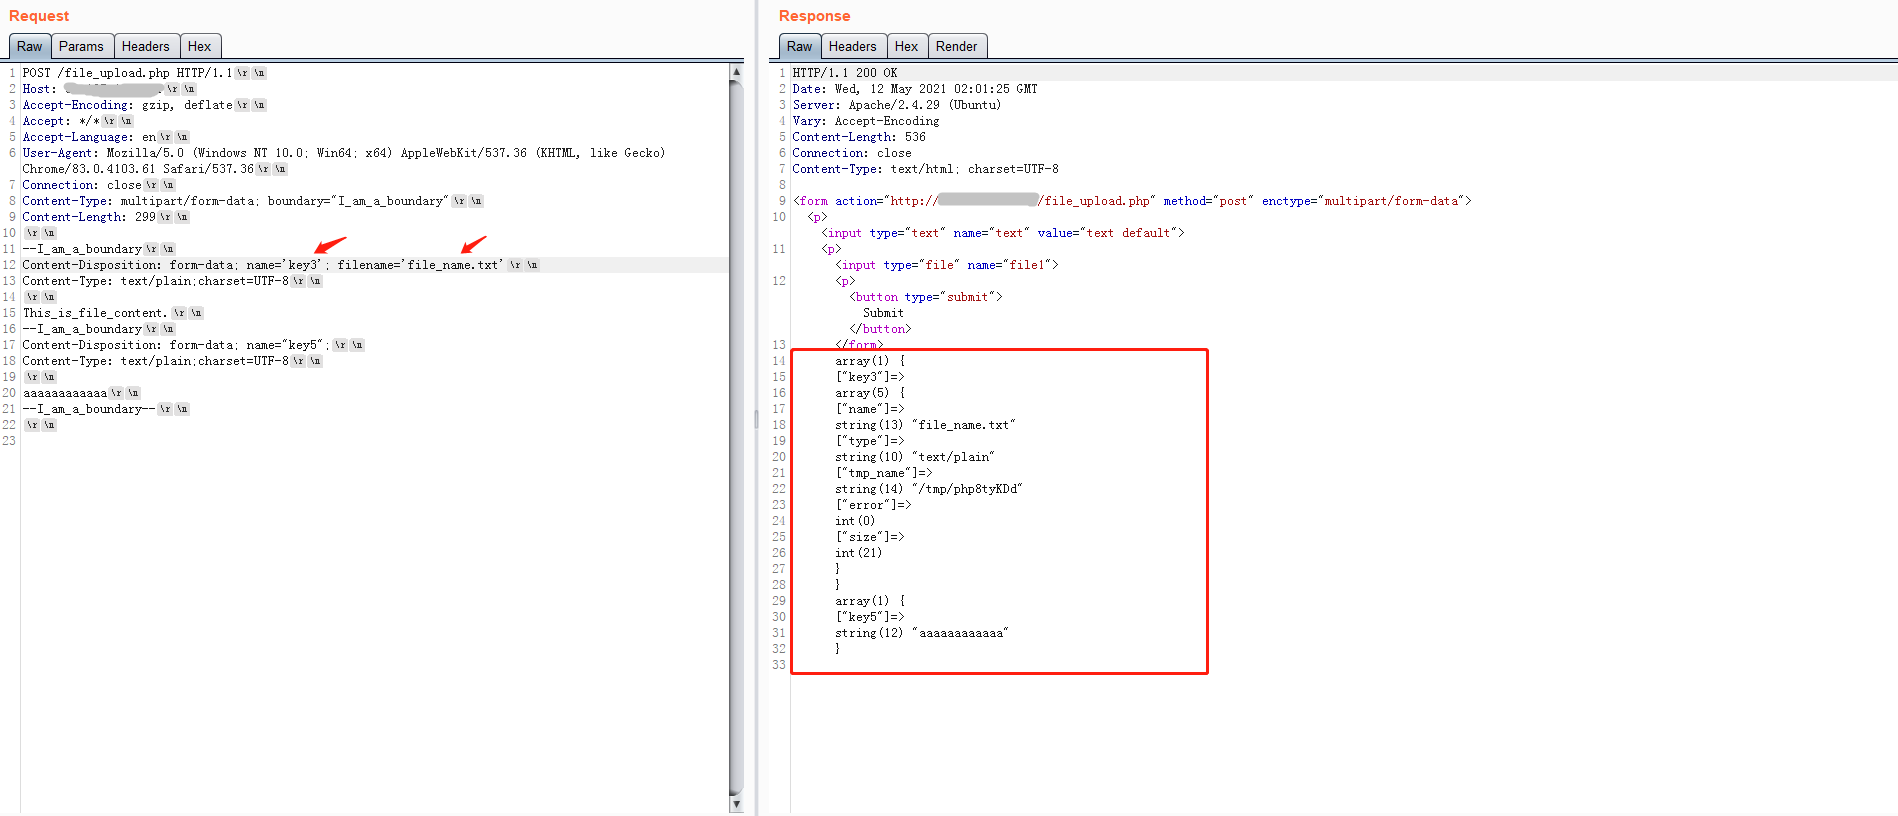 Request
Raw Params Headers Hex
1 POST /file_upload.php HTTP/1.1\r \n
2 Host: \r \n
3 Accept-Encoding: gzip, deflate\r \n
4 Accept: */*\r \n
5 Accept-Language: en\r \n
6 User-Agent: Mozilla/5.0 (Windows NT 10.0; Win64; x64) AppleWebKit/537.36 (KHTML, like Gecko)
Chrome/83.0.4103.61 Safari/537.36\r \n
7 Connection: close\r \n
8 Content-Type: multipart/form-data; boundary="I_am_a_boundary"\r \n
9 Content-Length: 299\r \n
10 \r \n
11 --I_am_a_boundary\r \n
12 Content-Disposition: form-data; name='key3'; filename='file_name.txt'\r \n
13 Content-Type: text/plain;charset=UTF-8\r \n
14 \r \n
15 This_is_file_content.\r \n
16 --I_am_a_boundary\r \n
17 Content-Disposition: form-data; name="key5";\r \n
18 Content-Type: text/plain;charset=UTF-8\r \n
19 \r \n
20 aaaaaaaaaaaa\r \n
21 --I_am_a_boundary--\r \n
22 \r \n
23
Response
Raw Headers Hex Render
1 HTTP/1.1 200 OK
2 Date: Wed, 12 May 2021 02:01:25 GMT
3 Server: Apache/2.4.29 (Ubuntu)
4 Vary: Accept-Encoding
5 Content-Length: 536
6 Connection: close
7 Content-Type: text/html; charset=UTF-8
8
9 <form action="http:///file_upload.php" method="post" enctype="multipart/form-data">
10 <p>
<input type="text" name="text" value="text default">
11 <p>
<input type="file" name="file1">
12 <p>
<button type="submit">
Submit
</button>
13 </form>
14 array(1) {
15 ["key3"]=>
16 array(5) {
17 ["name"]=>
18 string(13) "file_name.txt"
19 ["type"]=>
20 string(10) "text/plain"
21 ["tmp_name"]=>
22 string(14) "/tmp/php8tyKDd"
23 ["error"]=>
24 int(0)
25 ["size"]=>
26 int(21)
27 }
28 }
29 array(1) {
30 ["key5"]=>
31 string(12) "aaaaaaaaaaaa"
32 }
33